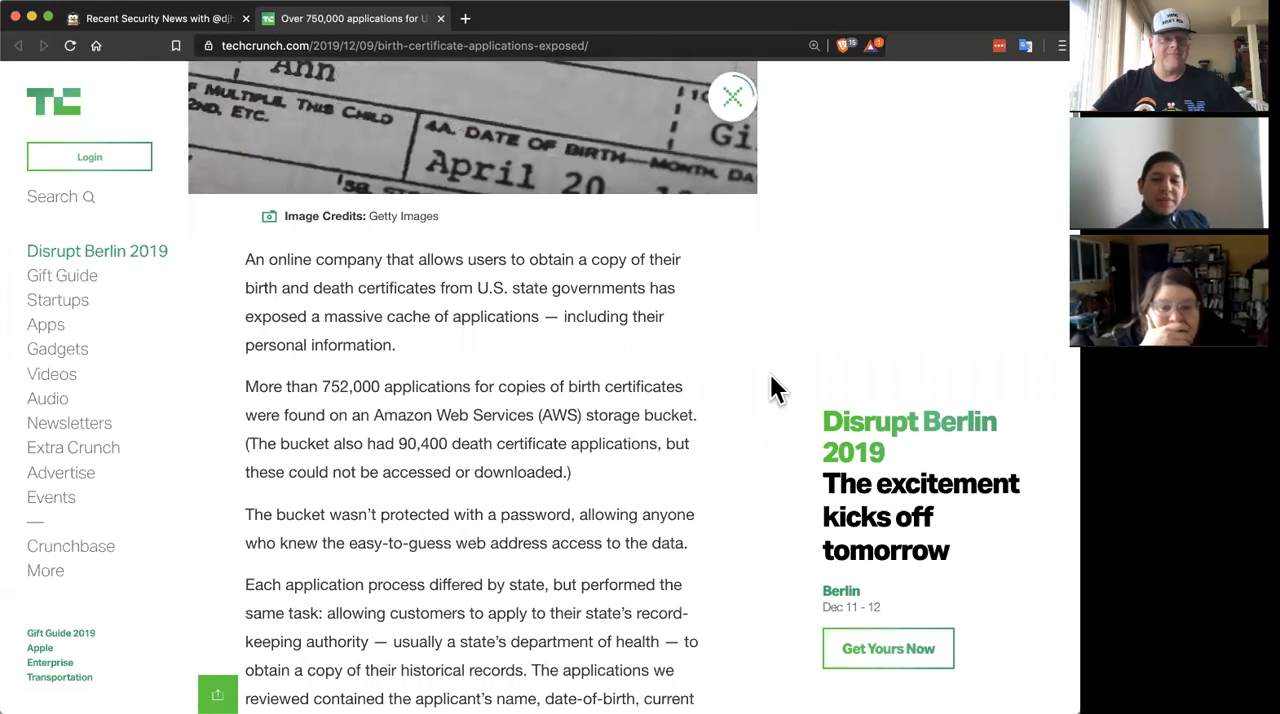 Recent Security News with @djh
Over 750,000 applications for U
techcrunch.com/2019/12/09/birth-certificate-applications-exposed/
15
1
TC
Login
Search
Disrupt Berlin 2019
Gift Guide
Startups
Apps
Gadgets
Videos
Audio
Newsletters
Extra Crunch
Advertise
Events
—
Crunchbase
More
Gift Guide 2019
Apple
Enterprise
Transportation
Ann
F MULTIPLE, THIS CHILD
2ND, ETC.
4A. DATE OF BIRTH—MONTH, DA
April 20
Gi
Image Credits: Getty Images
An online company that allows users to obtain a copy of their
birth and death certificates from U.S. state governments has
exposed a massive cache of applications — including their
personal information.
More than 752,000 applications for copies of birth certificates
were found on an Amazon Web Services (AWS) storage bucket.
(The bucket also had 90,400 death certificate applications, but
these could not be accessed or downloaded.)
The bucket wasn’t protected with a password, allowing anyone
who knew the easy-to-guess web address access to the data.
Each application process differed by state, but performed the
same task: allowing customers to apply to their state’s record-
keeping authority — usually a state’s department of health — to
obtain a copy of their historical records. The applications we
reviewed contained the applicant’s name, date-of-birth, current
Disrupt Berlin
2019
The excitement
kicks off
tomorrow
Berlin
Dec 11 - 12
Get Yours Now